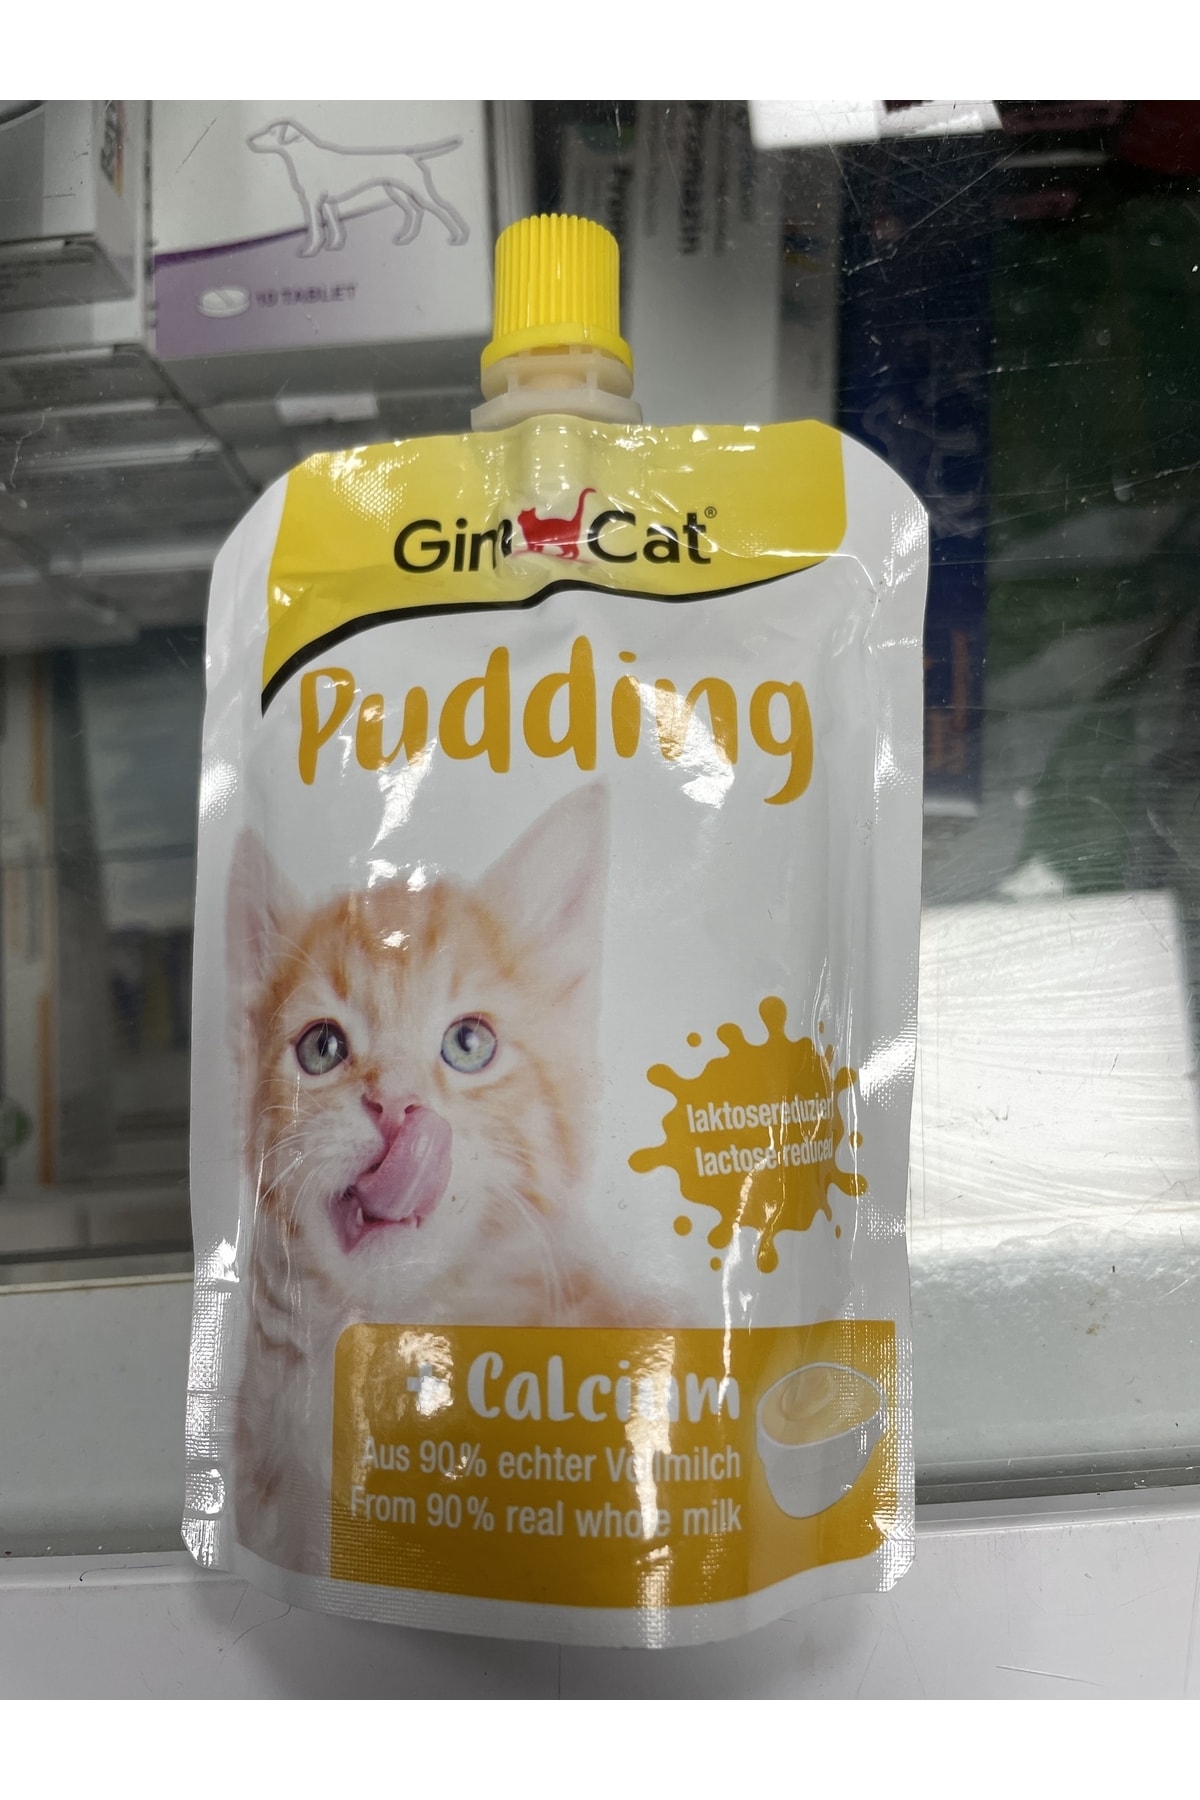 10 TABLET
GimCat®
Pudding
laktosereduziert
lactose-reduced
+ Calcium
Aus 90% echter Vollmilch
From 90% real whole milk